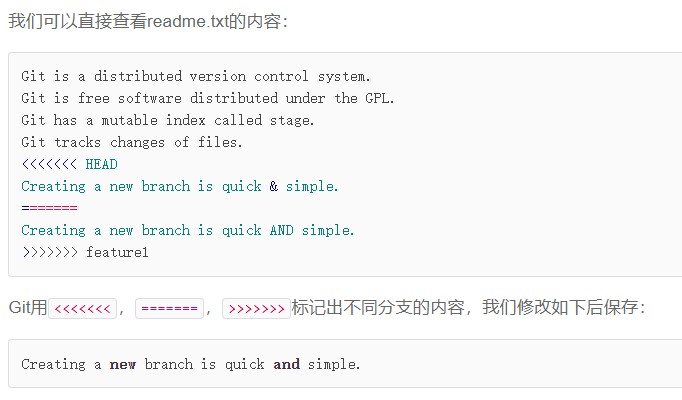 我们可以直接查看readme.txt的内容：
Git is a distributed version control system.
Git is free software distributed under the GPL.
Git has a mutable index called stage.
Git tracks changes of files.
<<<<<<< HEAD
Creating a new branch is quick & simple.
=======
Creating a new branch is quick AND simple.
>>>>>>> feature1
Git用<<<<<<<，=======，>>>>>>>标记出不同分支的内容，我们修改如下后保存：
Creating a new branch is quick and simple.